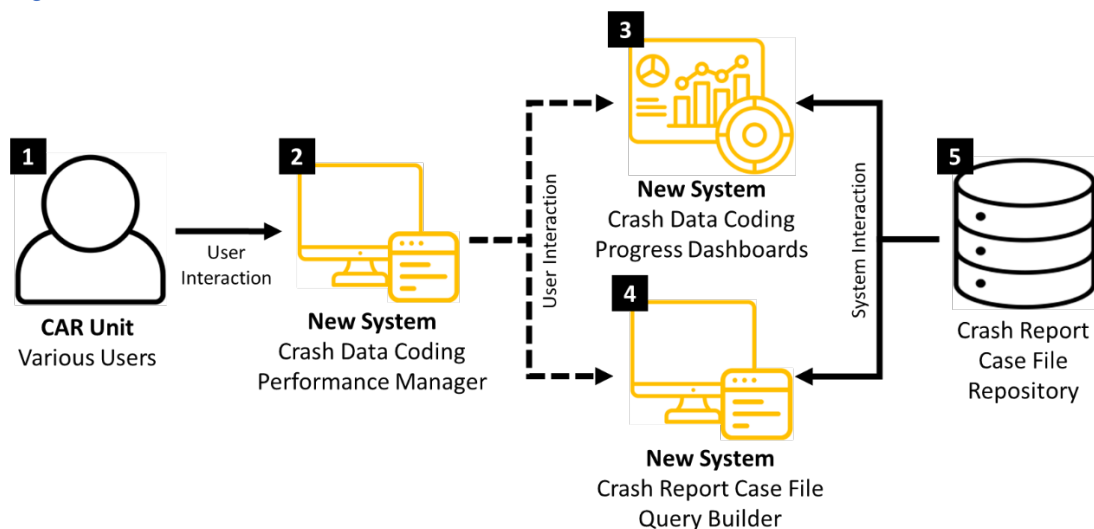 1
CAR Unit
Various Users
User
Interaction
2
New System
Crash Data Coding
Performance Manager
User Interaction
3
New System
Crash Data Coding
Progress Dashboards
4
New System
Crash Report Case File
Query Builder
System Interaction
5
Crash Report
Case File
Repository